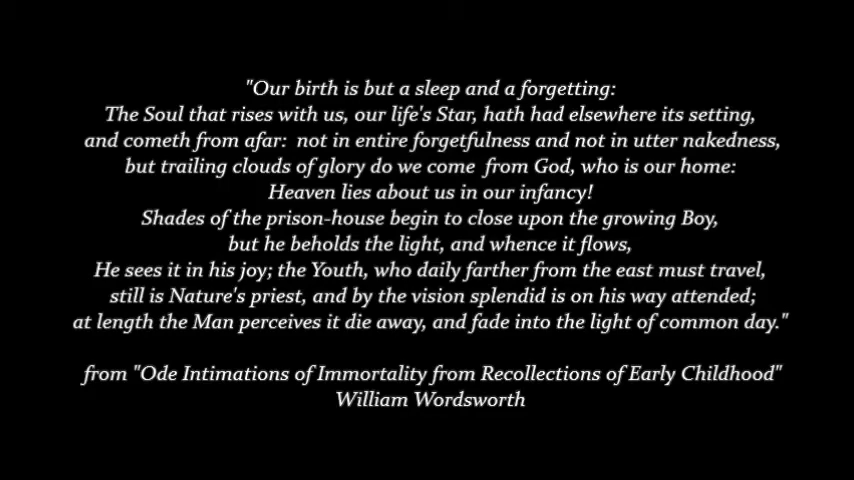 "Our birth is but a sleep and a forgetting:
The Soul that rises with us, our life's Star, hath had elsewhere its setting,
and cometh from afar:  not in entire forgetfulness and not in utter nakedness,
but trailing clouds of glory do we come  from God, who is our home:
Heaven lies about us in our infancy!
Shades of the prison-house begin to close upon the growing Boy,
but he beholds the light, and whence it flows,
He sees it in his joy; the Youth, who daily farther from the east must travel,
still is Nature's priest, and by the vision splendid is on his way attended;
at length the Man perceives it die away, and fade into the light of common day."
from "Ode Intimations of Immortality from Recollections of Early Childhood"
William Wordsworth